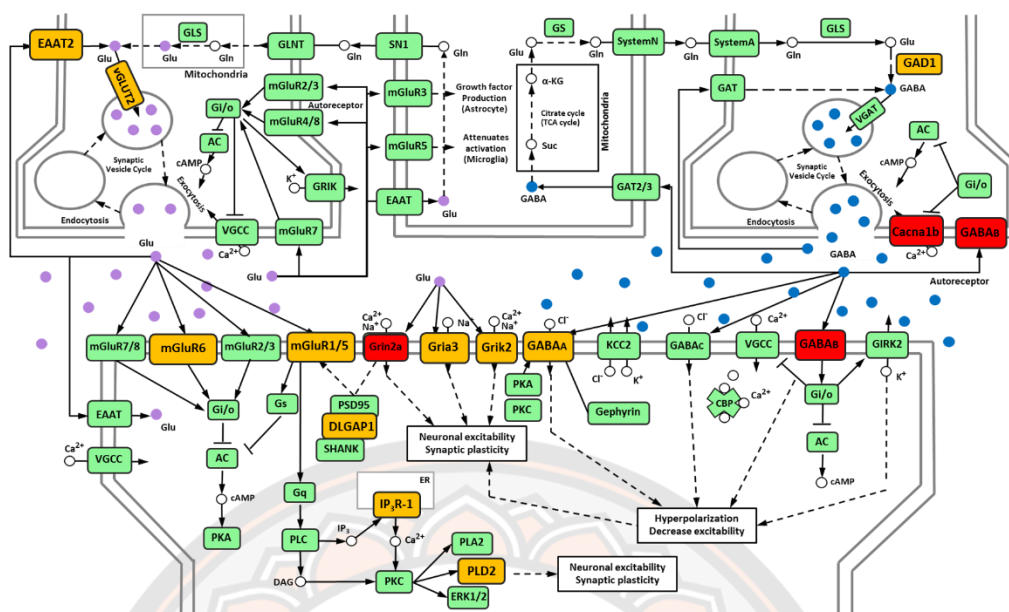 EAAT2
Glu
GLS
Glu
Gln
Mitochondria
GLNT
Gln
SN1
Gln
vGLUT2
Gi/o
AC
cAMP
Exocytosis
VGCC
Ca2+
mGluR2/3
Autoreceptor
mGluR4/8
K+
GRIK
mGluR7
Synaptic
Vesicle Cycle
Endocytosis
Glu
Glu
mGluR3
Growth factor
Production
(Astrocyte)
mGluR5
Attenuates
activation
(Microglia)
EAAT
Glu
GS
Glu
Gln
α-KG
Citrate cycle
(TCA cycle)
Suc
Mitochondria
GABA
SystemN
Gln
GAT2/3
SystemA
Gln
GLS
Glu
GAD1
GABA
GAT
VGAT
Synaptic
Vesicle Cycle
Endocytosis
GABA
AC
cAMP
Exocytosis
Gi/o
Cacna1b
Ca2+
GABAB
Autoreceptor
Glu
mGluR7/8
mGluR6
mGluR2/3
mGluR1/5
Ca2+
Na+
Grin2a
Na+
Gria3
Ca2+
Na+
Grik2
Cl-
GABAA
KCC2
Cl-
K+
Cl-
GABAC
Ca2+
VGCC
GABAB
GIRK2
K+
EAAT
Glu
Ca2+
VGCC
Gi/o
AC
cAMP
PKA
Gs
PSD95
DLGAP1
SHANK
PKA
PKC
Gephyrin
CBP
Ca2+
Gi/o
AC
cAMP
Neuronal excitability
Synaptic plasticity
Hyperpolarization
Decrease excitability
Gq
PLC
IP3
DAG
ER
IP3R-1
Ca2+
PKC
PLA2
PLD2
ERK1/2
Neuronal excitability
Synaptic plasticity